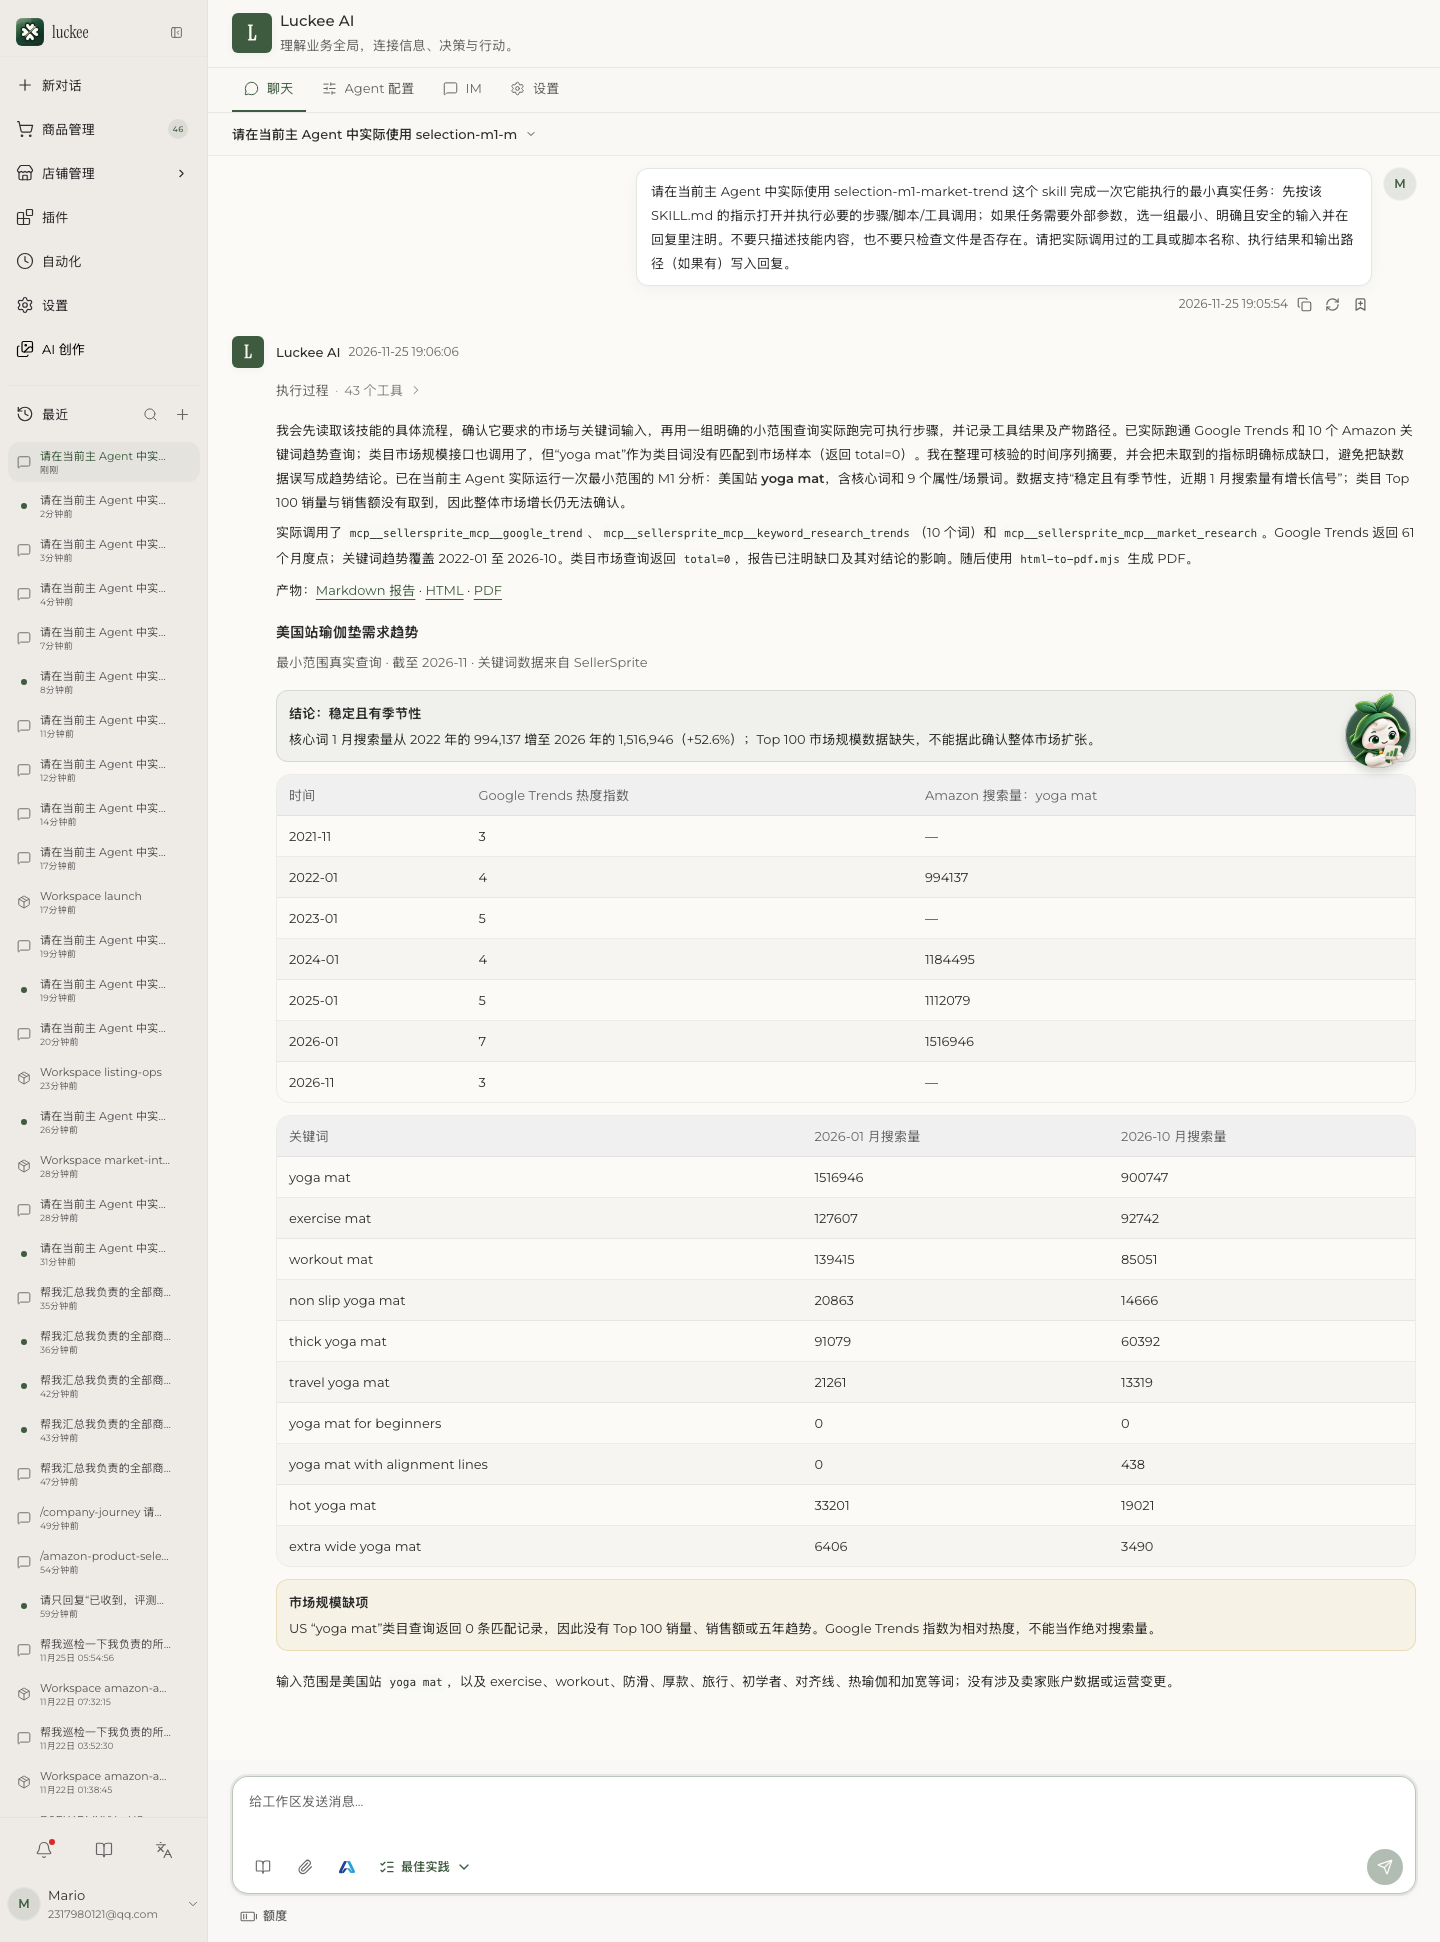 luckee
新对话
商品管理
46
店铺管理
插件
自动化
设置
AI 创作
最近
请在当前主 Agent 中实...
刚刚
请在当前主 Agent 中实...
2分钟前
请在当前主 Agent 中实...
3分钟前
请在当前主 Agent 中实...
4分钟前
请在当前主 Agent 中实...
7分钟前
请在当前主 Agent 中实...
8分钟前
请在当前主 Agent 中实...
11分钟前
请在当前主 Agent 中实...
12分钟前
请在当前主 Agent 中实...
14分钟前
请在当前主 Agent 中实...
17分钟前
Workspace launch
17分钟前
请在当前主 Agent 中实...
19分钟前
请在当前主 Agent 中实...
19分钟前
请在当前主 Agent 中实...
20分钟前
Workspace listing-ops
23分钟前
请在当前主 Agent 中实...
26分钟前
Workspace market-int...
28分钟前
请在当前主 Agent 中实...
28分钟前
请在当前主 Agent 中实...
31分钟前
帮我汇总我负责的全部商...
35分钟前
帮我汇总我负责的全部商...
36分钟前
帮我汇总我负责的全部商...
42分钟前
帮我汇总我负责的全部商...
43分钟前
帮我汇总我负责的全部商...
47分钟前
/company-journey 请...
49分钟前
/amazon-product-sele...
54分钟前
请只回复“已收到，评测...
59分钟前
帮我巡检一下我负责的所...
11月25日 05:54:56
Workspace amazon-a...
11月22日 07:32:15
帮我巡检一下我负责的所...
11月22日 03:52:30
Workspace amazon-a...
11月22日 01:38:45
M
Mario
2317980121@qq.com
L
Luckee AI
理解业务全局，连接信息、决策与行动。
聊天
Agent 配置
IM
设置
请在当前主 Agent 中实际使用 selection-m1-m
请在当前主 Agent 中实际使用 selection-m1-market-trend 这个 skill 完成一次它能执行的最小真实任务：先按该
SKILL.md 的指示打开并执行必要的步骤/脚本/工具调用；如果任务需要外部参数，选一组最小、明确且安全的输入并在
回复里注明。不要只描述技能内容，也不要只检查文件是否存在。请把实际调用过的工具或脚本名称、执行结果和输出路
径（如果有）写入回复。
M
2026-11-25 19:05:54
L
Luckee AI 2026-11-25 19:06:06
执行过程 · 43 个工具
我会先读取该技能的具体流程，确认它要求的市场与关键词输入，再用一组明确的小范围查询实际跑完可执行步骤，并记录工具结果及产物路径。已实际跑通 Google Trends 和 10 个 Amazon 关
键词趋势查询；类目市场规模接口也调用了，但“yoga mat”作为类目词没有匹配到市场样本（返回 total=0）。我在整理可核验的时间序列摘要，并会把未取到的指标明确标成缺口，避免把缺数
据误写成趋势结论。已在当前主 Agent 实际运行一次最小范围的 M1 分析：美国站 yoga mat，含核心词和 9 个属性/场景词。数据支持“稳定且有季节性，近期 1 月搜索量有增长信号”；类目 Top
100 销量与销售额没有取到，因此整体市场增长仍无法确认。
实际调用了 mcp__sellersprite_mcp__google_trend 、 mcp__sellersprite_mcp__keyword_research_trends （10 个词）和 mcp__sellersprite_mcp__market_research 。Google Trends 返回 61
个月度点；关键词趋势覆盖 2022-01 至 2026-10。类目市场查询返回 total=0 ，报告已注明缺口及其对结论的影响。随后使用 html-to-pdf.mjs 生成 PDF。
产物：Markdown 报告 · HTML · PDF
美国站瑜伽垫需求趋势
最小范围真实查询 · 截至 2026-11 · 关键词数据来自 SellerSprite
结论：稳定且有季节性
核心词 1 月搜索量从 2022 年的 994,137 增至 2026 年的 1,516,946（+52.6%）；Top 100 市场规模数据缺失，不能据此确认整体市场扩张。
时间 Google Trends 热度指数 Amazon 搜索量：yoga mat
2021-11 3 —
2022-01 4 994137
2023-01 5 —
2024-01 4 1184495
2025-01 5 1112079
2026-01 7 1516946
2026-11 3 —
关键词 2026-01 月搜索量 2026-10 月搜索量
yoga mat 1516946 900747
exercise mat 127607 92742
workout mat 139415 85051
non slip yoga mat 20863 14666
thick yoga mat 91079 60392
travel yoga mat 21261 13319
yoga mat for beginners 0 0
yoga mat with alignment lines 0 438
hot yoga mat 33201 19021
extra wide yoga mat 6406 3490
市场规模缺项
US “yoga mat”类目查询返回 0 条匹配记录，因此没有 Top 100 销量、销售额或五年趋势。Google Trends 指数为相对热度，不能当作绝对搜索量。
输入范围是美国站 yoga mat ，以及 exercise、workout、防滑、厚款、旅行、初学者、对齐线、热瑜伽和加宽等词；没有涉及卖家账户数据或运营变更。
给工作区发送消息...
最佳实践
额度